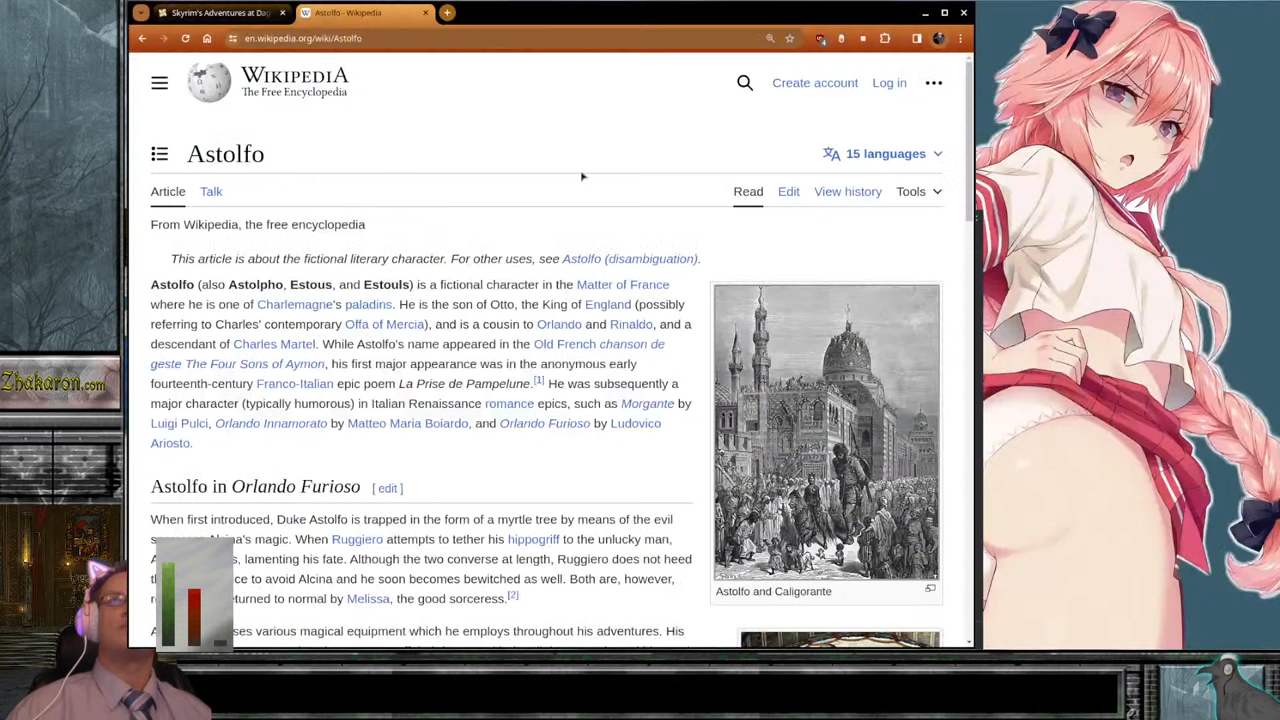 Skyrim's Adventures at Dag
Astolfo - Wikipedia
en.wikipedia.org/wiki/Astolfo
WIKIPEDIA
The Free Encyclopedia
Create account
Log in
Astolfo
15 languages
Article
Talk
Read
Edit
View history
Tools
From Wikipedia, the free encyclopedia
This article is about the fictional literary character. For other uses, see Astolfo (disambiguation).
Astolfo (also Astolpho, Estous, and Estouls) is a fictional character in the Matter of France
where he is one of Charlemagne's paladins. He is the son of Otto, the King of England (possibly
referring to Charles' contemporary Offa of Mercia), and is a cousin to Orlando and Rinaldo, and a
descendant of Charles Martel. While Astolfo's name appeared in the Old French chanson de
geste The Four Sons of Aymon, his first major appearance was in the anonymous early
fourteenth-century Franco-Italian epic poem La Prise de Pampelune.[1] He was subsequently a
major character (typically humorous) in Italian Renaissance romance epics, such as Morgante by
Luigi Pulci, Orlando Innamorato by Matteo Maria Boiardo, and Orlando Furioso by Ludovico
Ariosto.
Astolfo and Caligorante
Astolfo in Orlando Furioso [ edit ]
When first introduced, Duke Astolfo is trapped in the form of a myrtle tree by means of the evil
magic. When Ruggiero attempts to tether his hippogriff to the unlucky man,
lamenting his fate. Although the two converse at length, Ruggiero does not heed
to avoid Alcina and he soon becomes bewitched as well. Both are, however,
returned to normal by Melissa, the good sorceress.[2]
various magical equipment which he employs throughout his adventures. His
Zhakaron.com